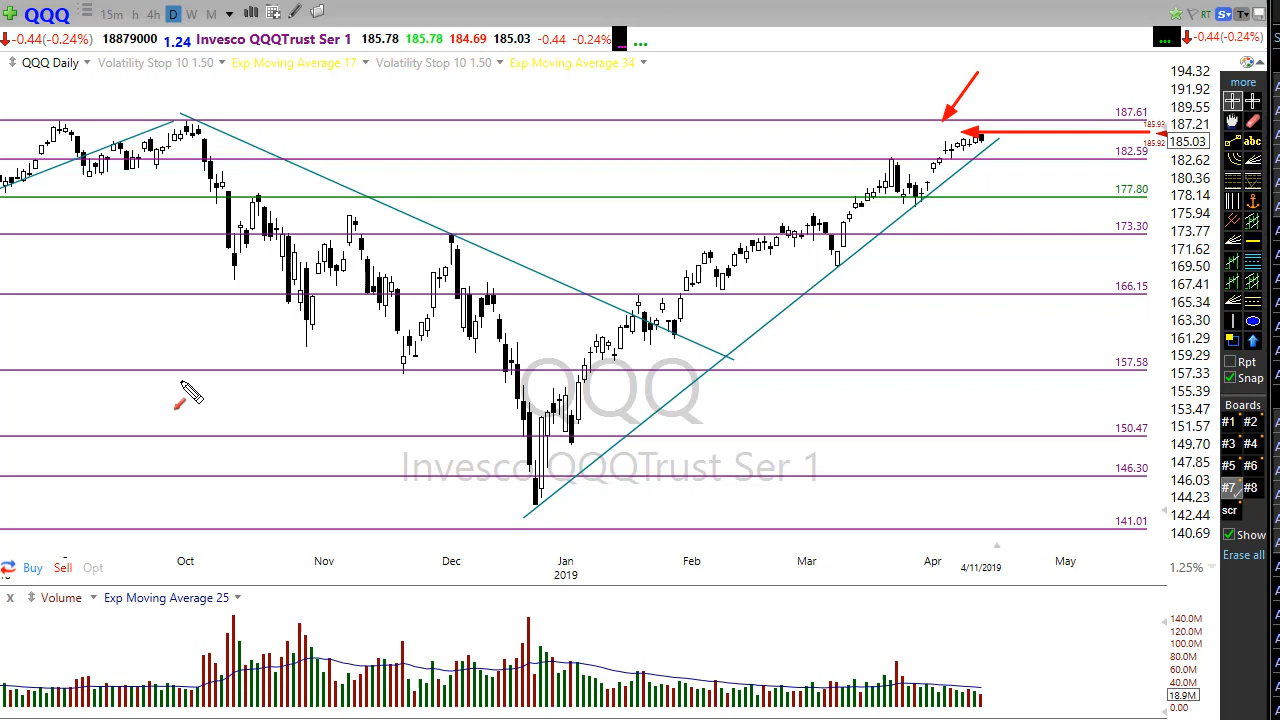 QQQ 15m h 4h D W M RT S T
-0.44(-0.24%) 18879000 1.24 Invesco QQQTrust Ser 1 185.78 185.78 184.69 185.03 -0.44 -0.24% ... ... -0.44(-0.24%)
QQQ Daily Volatility Stop 10 1.50 Exp Moving Average 17 Volatility Stop 10 1.50 Exp Moving Average 34
194.32
more
191.92
189.55
187.61
187.21
185.93
abc
185.03
185.92
182.59
182.62
180.36
177.80
178.14
175.94
173.30
173.77
171.62
169.50
167.41
166.15
165.34
163.30
161.29
159.29
157.58
Rpt
157.33
Snap
QQQ
155.39
Boards
153.47
#1 #2
150.47
151.57
#3 #4
149.70
Invesco QQQTrust Ser 1
147.85
#5 #6
146.30
146.03
#7 #8
144.23
scr
142.44
141.01
140.69
Show
Erase all
Oct Nov Dec Jan Feb Mar Apr May
2019 4/11/2019
Buy Sell Opt 1.25%
x Volume Exp Moving Average 25
140.0M
120.0M
100.0M
80.0M
60.0M
40.0M
18.9M
0.00